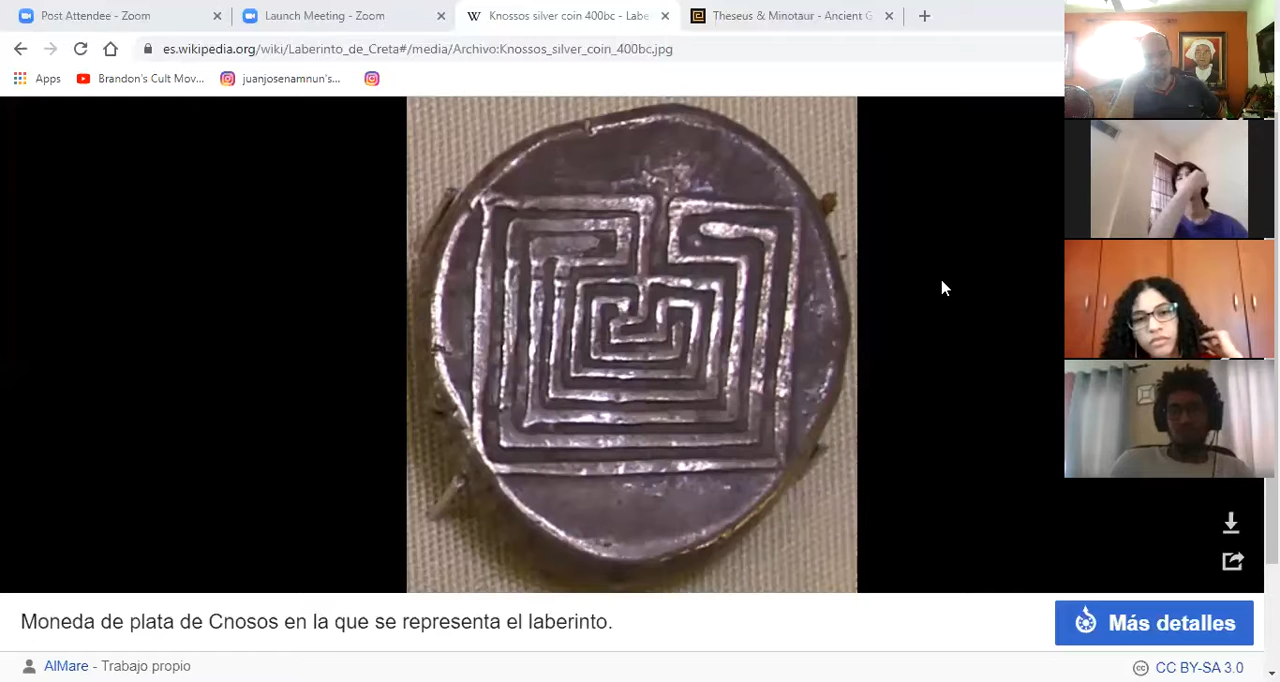 Post Attendee - Zoom
Launch Meeting - Zoom
Knossos silver coin 400bc - Labe
Theseus & Minotaur - Ancient G
es.wikipedia.org/wiki/Laberinto_de_Creta#/media/Archivo:Knossos_silver_coin_400bc.jpg
Apps
Brandon's Cult Mov...
juanjosenamnun's...
Moneda de plata de Cnosos en la que se representa el laberinto.
Más detalles
AlMare - Trabajo propio
CC BY-SA 3.0